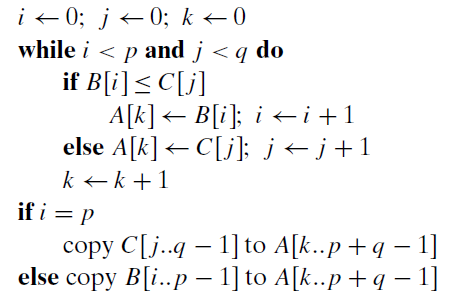 i ← 0; j ← 0; k ← 0
while i < p and j < q do
if B[i] ≤ C[j]
A[k] ← B[i]; i ← i + 1
else A[k] ← C[j]; j ← j + 1
k ← k + 1
if i = p
copy C[j..q − 1] to A[k..p + q − 1]
else copy B[i..p − 1] to A[k..p + q − 1]